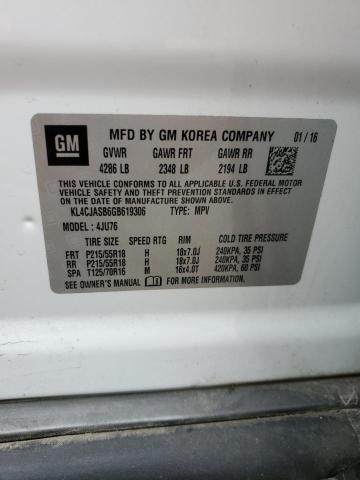 GM
MFD BY GM KOREA COMPANY 01/16
GVWR GAWR FRT GAWR RR
4286 LB 2348 LB 2194 LB
THIS VEHICLE CONFORMS TO ALL APPLICABLE U.S. FEDERAL MOTOR
VEHICLE SAFETY, BUMPER, AND THEFT PREVENTION STANDARDS IN EFFECT
ON THE DATE OF MANUFACTURE SHOWN ABOVE.
KL4CJASB6GB619306 TYPE: MPV
MODEL : 4JU76
TIRE SIZE SPEED RTG RIM COLD TIRE PRESSURE
FRT P215/55R18 H 18x7.0J 240KPA, 35 PSI
RR P215/55R18 H 18x7.0J 240KPA, 35 PSI
SPA T125/70R16 M 16x4.0T 420KPA, 60 PSI
SEE OWNER'S MANUAL FOR ADDITIONAL INFORMATION